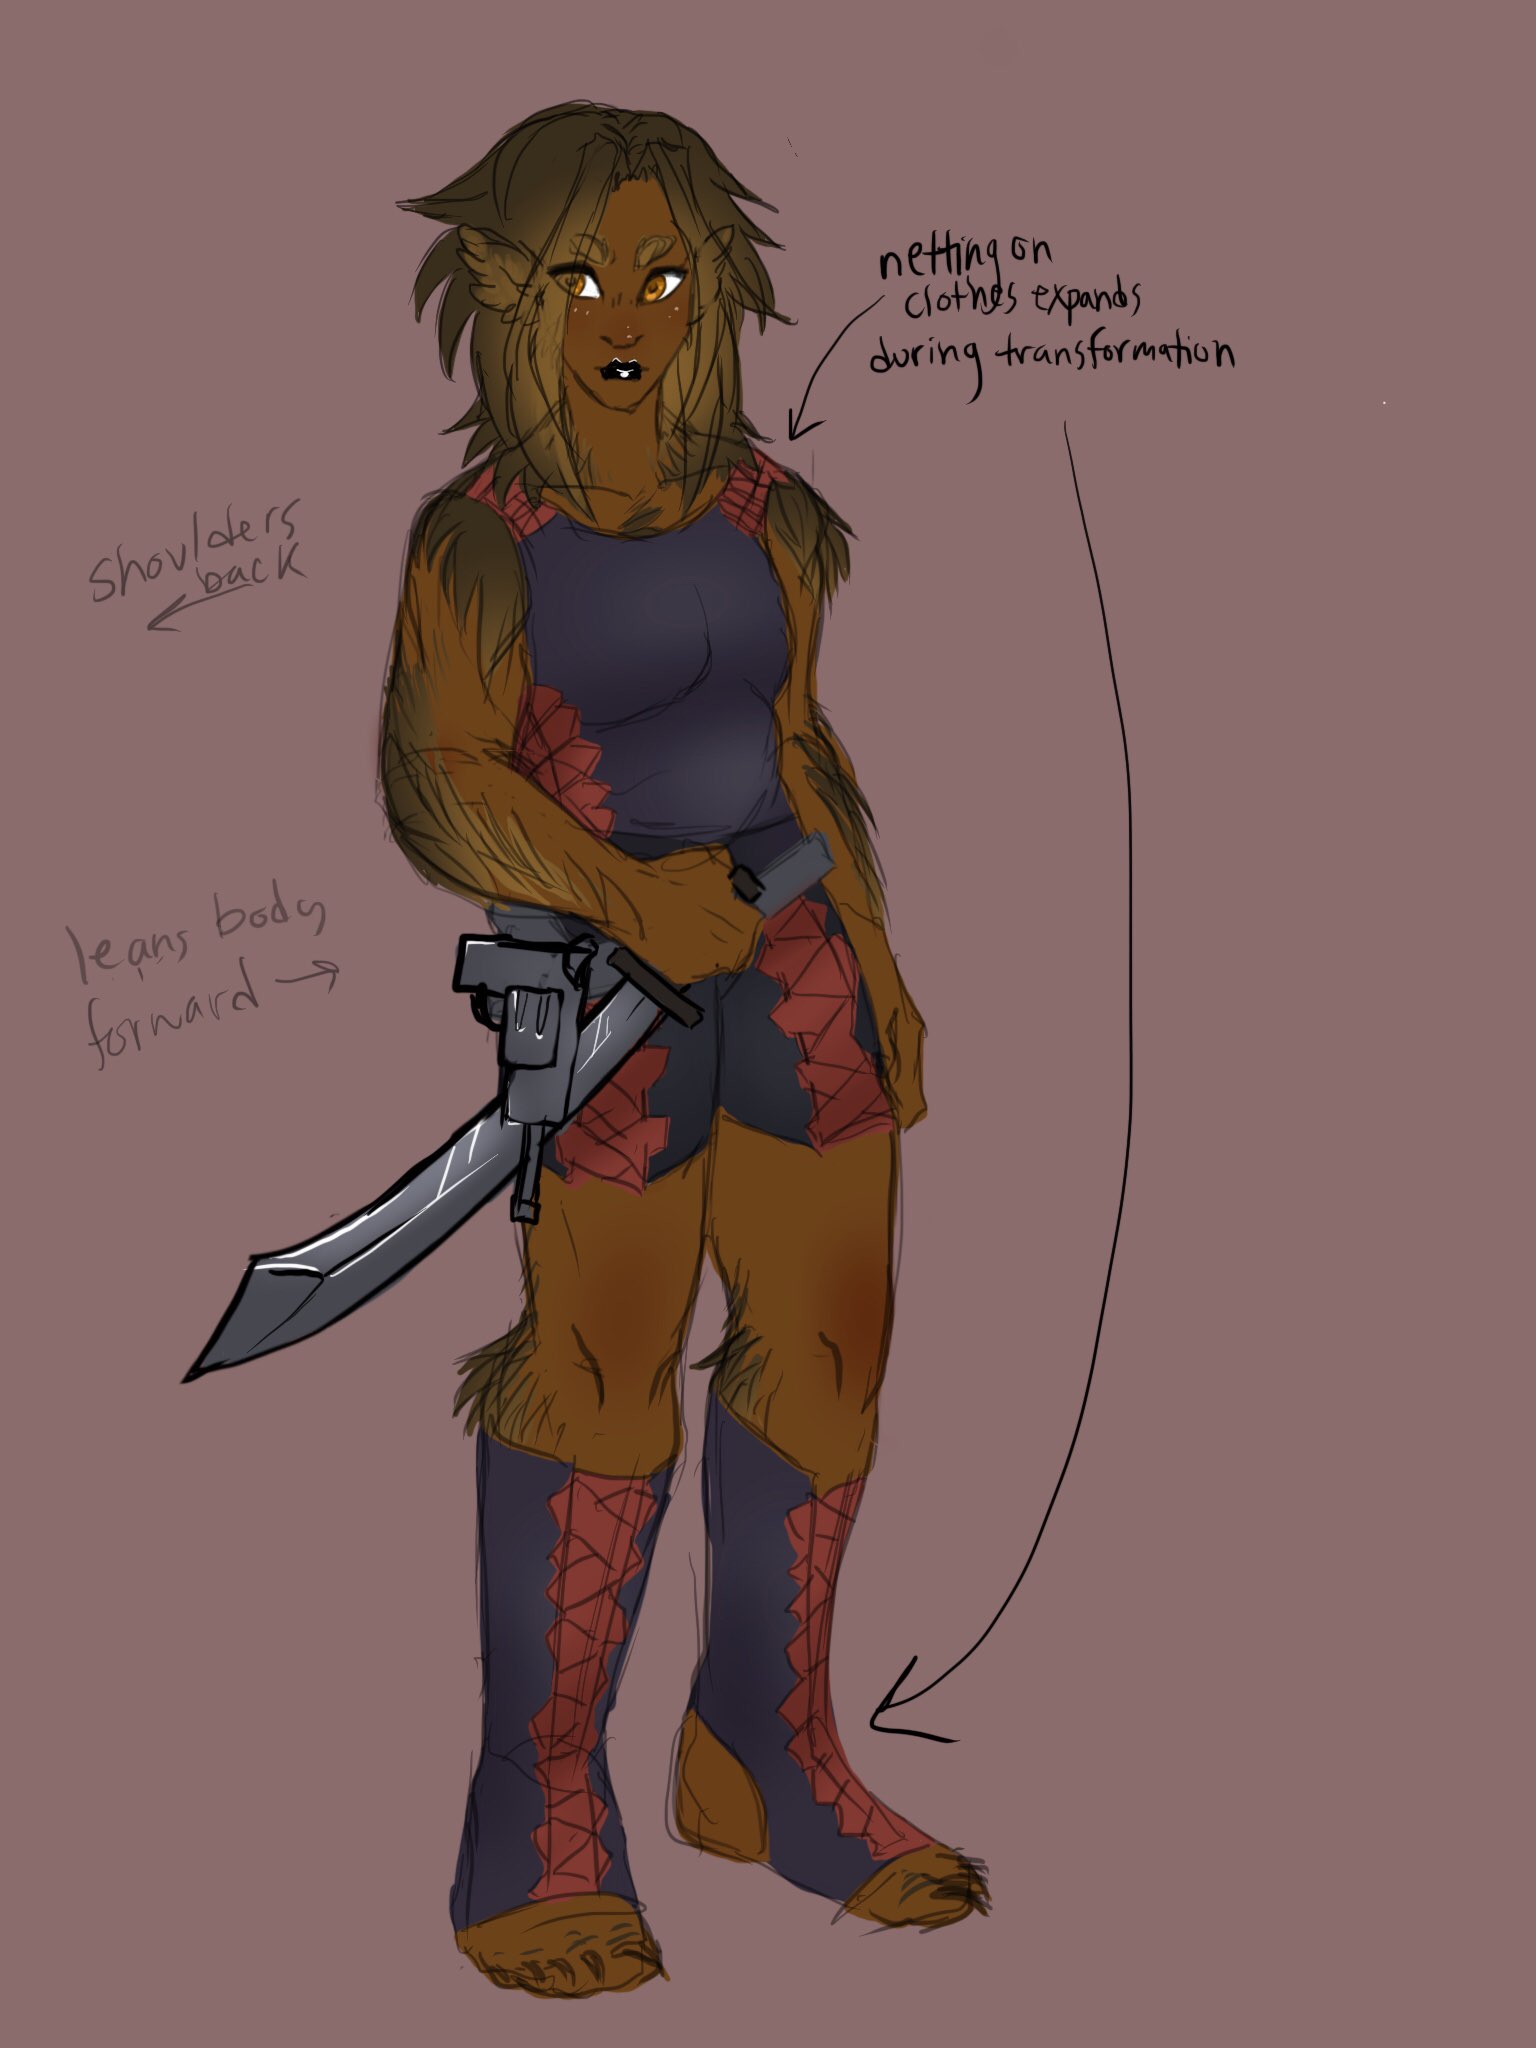 netting on
clothes expands
during transformation
shoulders
back
leans body
forward